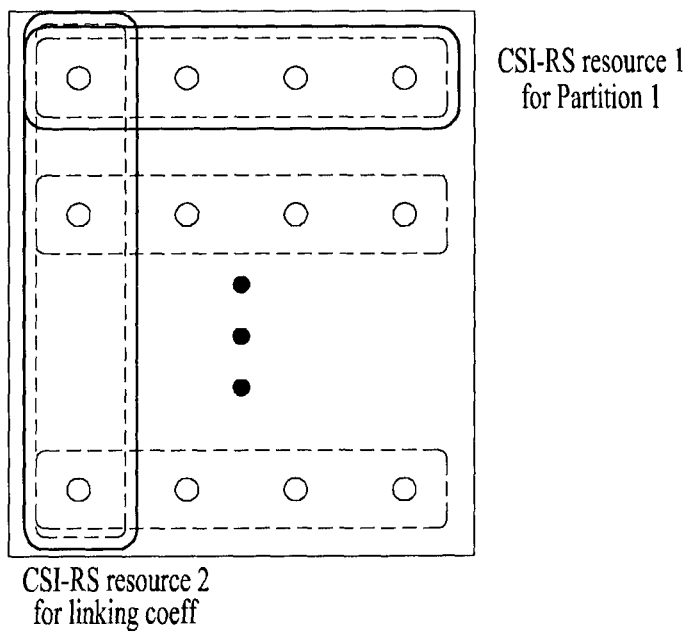 CSI-RS resource 1
for Partition 1
CSI-RS resource 2
for linking coeff